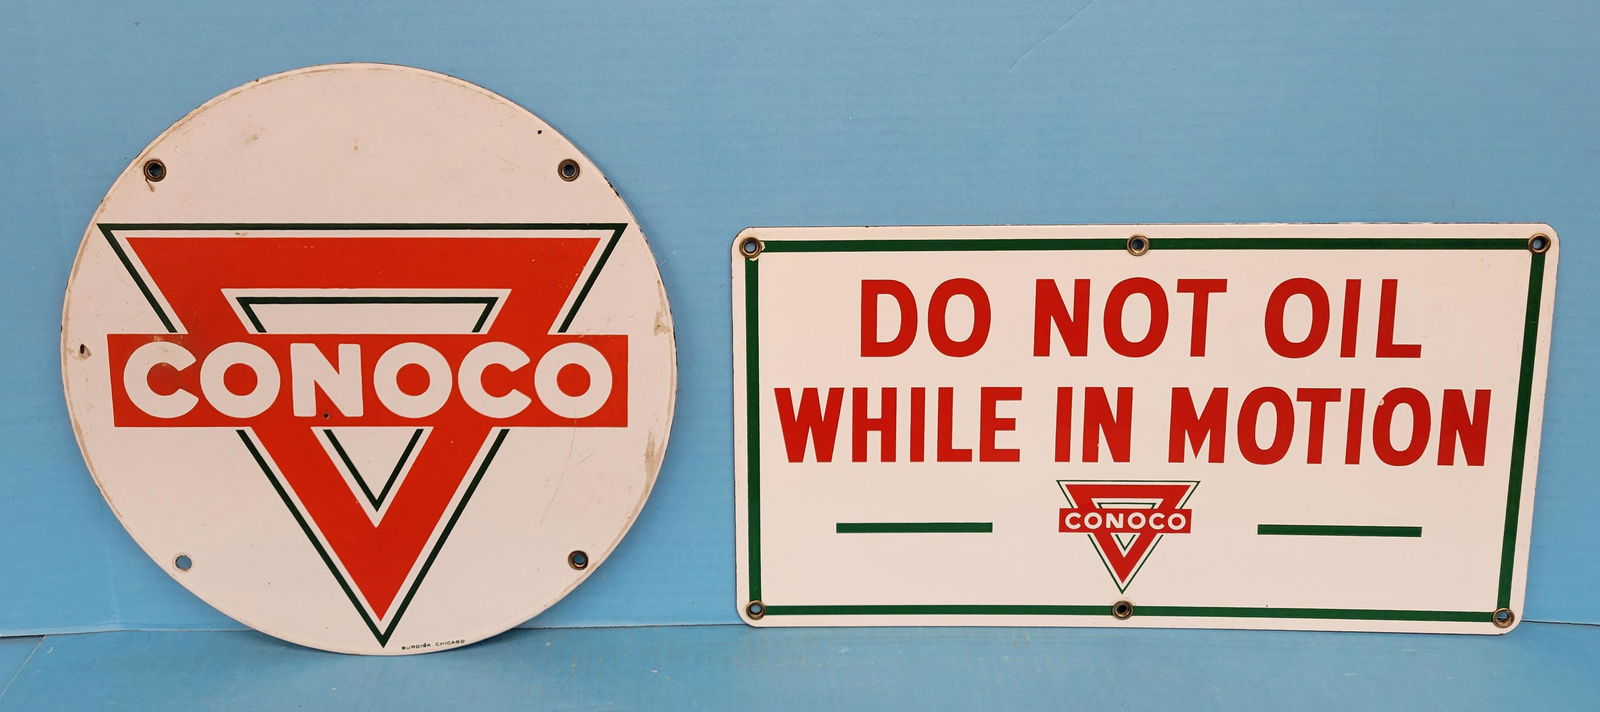 CONOCO
BURDICK CHICAGO
DO NOT OIL
WHILE IN MOTION
CONOCO